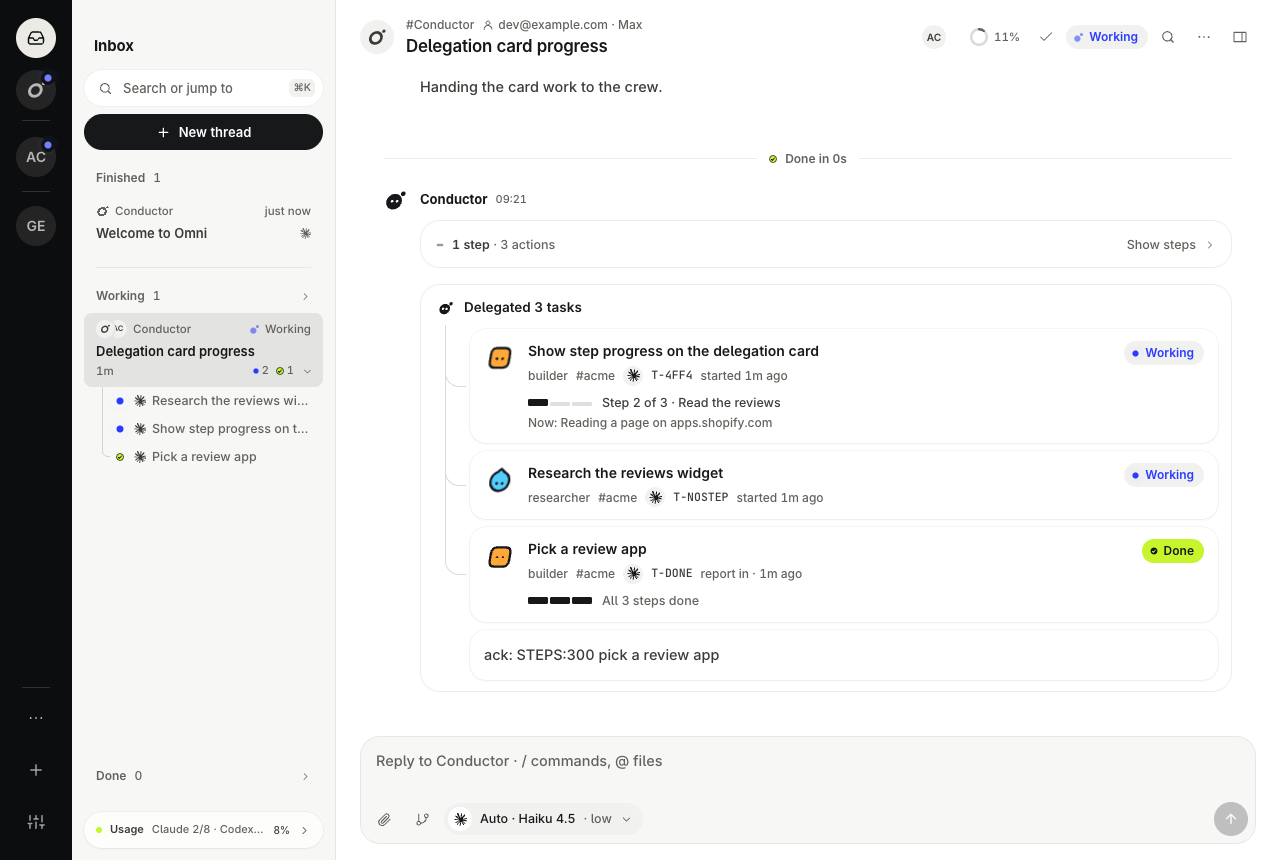 Inbox
Search or jump to ⌘K
+ New thread
Finished 1
Conductor just now
Welcome to Omni
Working 1
Conductor Working
Delegation card progress
1m 2 1
Research the reviews wi...
Show step progress on t...
Pick a review app
Done 0
Usage Claude 2/8 · Codex... 8%
AC
GE
#Conductor dev@example.com · Max
Delegation card progress
AC 11% Working
Handing the card work to the crew.
Done in 0s
Conductor 09:21
1 step · 3 actions Show steps
Delegated 3 tasks
Show step progress on the delegation card Working
builder #acme T-4FF4 started 1m ago
Step 2 of 3 · Read the reviews
Now: Reading a page on apps.shopify.com
Research the reviews widget Working
researcher #acme T-NOSTEP started 1m ago
Pick a review app Done
builder #acme T-DONE report in · 1m ago
All 3 steps done
ack: STEPS:300 pick a review app
Reply to Conductor · / commands, @ files
Auto · Haiku 4.5 · low